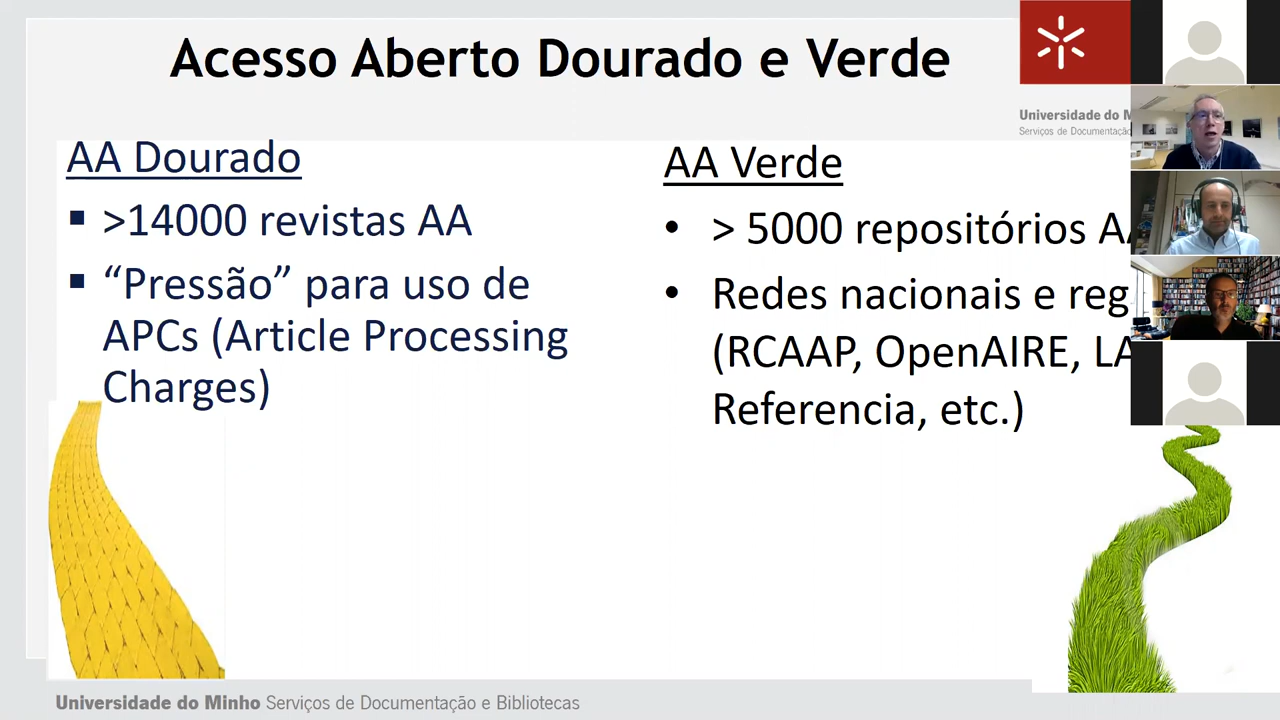 Acesso Aberto Dourado e Verde
Universidade do
Serviços de Documentação
AA Dourado
>14000 revistas AA
“Pressão” para uso de
APCs (Article Processing
Charges)
AA Verde
> 5000 repositórios
Redes nacionais e
(RCAAP, OpenAIRE,
Referencia, etc.)
Universidade do Minho Serviços de Documentação e Bibliotecas